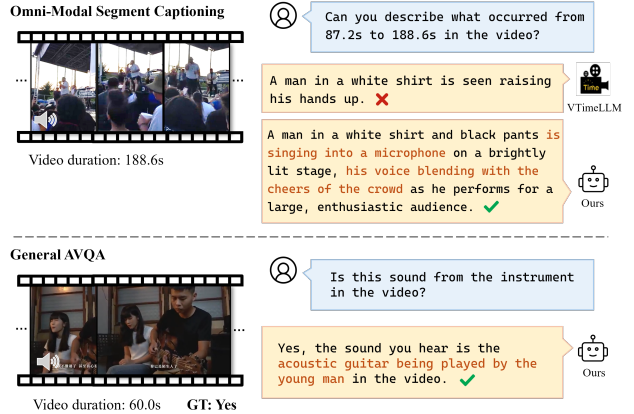 Omni-Modal Segment Captioning
Can you describe what occurred from
87.2s to 188.6s in the video?
...
...
A man in a white shirt is seen raising
his hands up.
Time
VTimeLLM
Video duration: 188.6s
A man in a white shirt and black pants is
singing into a microphone on a brightly
lit stage, his voice blending with the
cheers of the crowd as he performs for a
large, enthusiastic audience.
Ours
General AVQA
Is this sound from the instrument
in the video?
...
...
Yes, the sound you hear is the
acoustic guitar being played by the
young man in the video.
Ours
Video duration: 60.0s GT: Yes